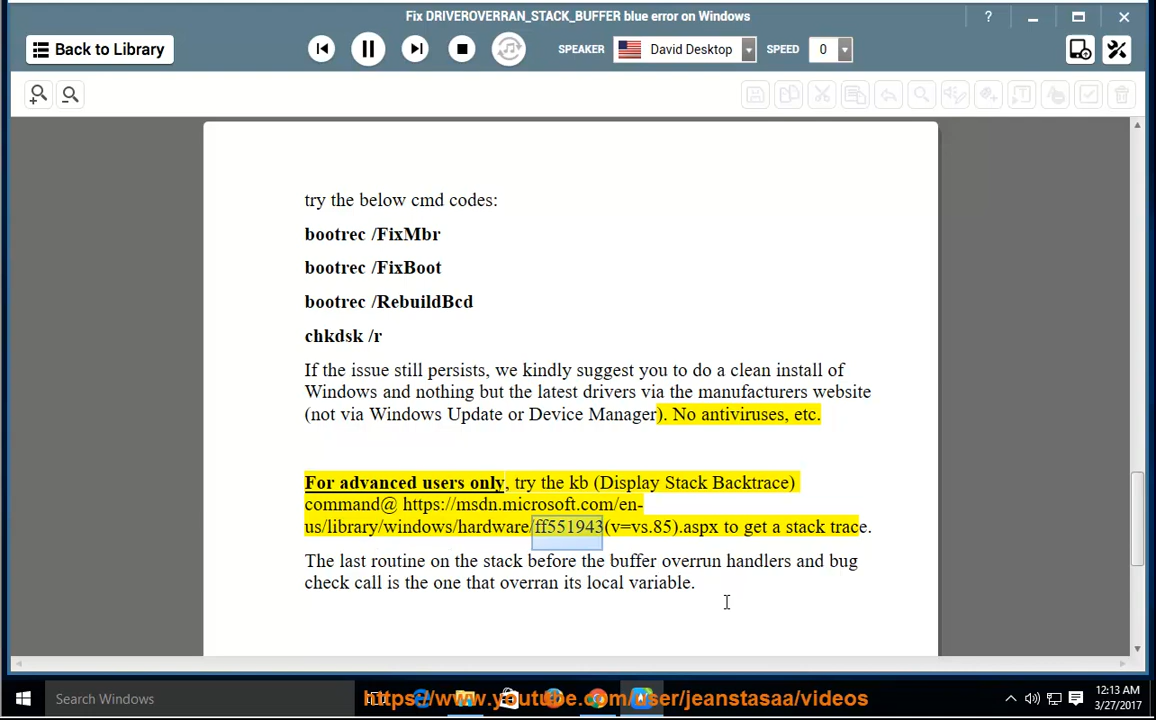 Fix DRIVEROVERRAN_STACK_BUFFER blue error on Windows
?
Back to Library
SPEAKER
David Desktop
SPEED
0
try the below cmd codes:
bootrec /FixMbr
bootrec /FixBoot
bootrec /RebuildBcd
chkdsk /r
If the issue still persists, we kindly suggest you to do a clean install of
Windows and nothing but the latest drivers via the manufacturers website
(not via Windows Update or Device Manager). No antiviruses, etc.
For advanced users only, try the kb (Display Stack Backtrace)
command@ https://msdn.microsoft.com/en-
us/library/windows/hardware/ff551943(v=vs.85).aspx to get a stack trace.
The last routine on the stack before the buffer overrun handlers and bug
check call is the one that overran its local variable.
Search Windows
https://www.youtube.com/user/jeanstasaa/videos
12:13 AM
3/27/2017